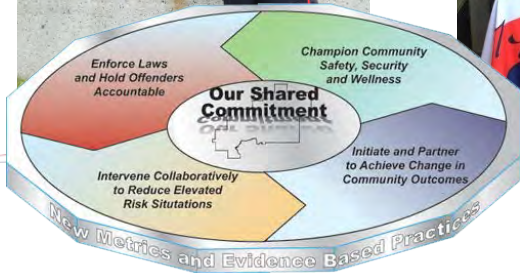 Enforce Laws
and Hold Offenders
Accountable
Champion Community
Safety, Security
and Wellness
Our Shared
Commitment
Intervene Collaboratively
to Reduce Elevated
Risk Situtations
Initiate and Partner
to Achieve Change in
Community Outcomes
New Metrics and Evidence Based Practices